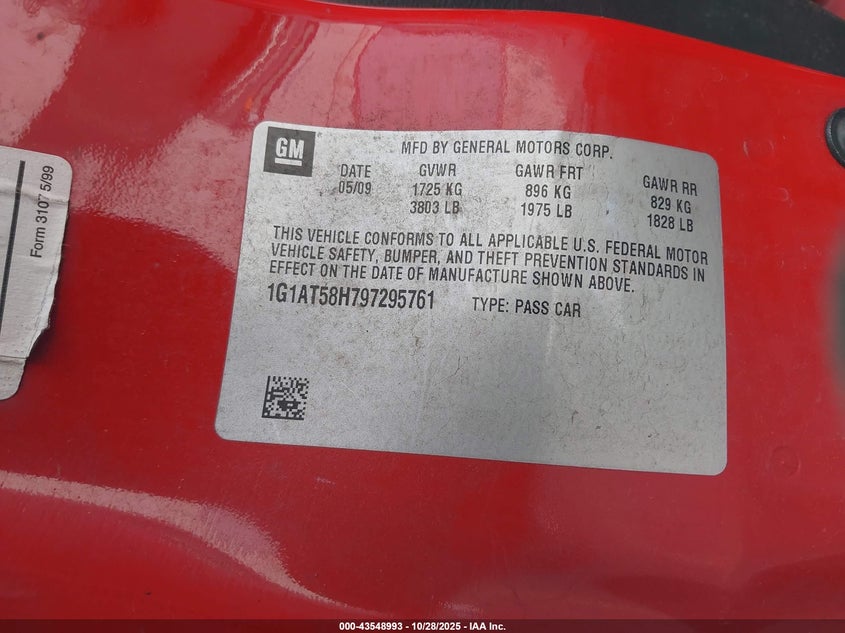 Form 3107 5/99
GM
MFD BY GENERAL MOTORS CORP.
DATE GVWR GAWR FRT GAWR RR
05/09 1725 KG 896 KG 829 KG
3803 LB 1975 LB 1828 LB
THIS VEHICLE CONFORMS TO ALL APPLICABLE U.S. FEDERAL MOTOR
VEHICLE SAFETY, BUMPER, AND THEFT PREVENTION STANDARDS IN
EFFECT ON THE DATE OF MANUFACTURE SHOWN ABOVE.
1G1AT58H797295761 TYPE: PASS CAR
000-43548993 - 10/28/2025 - IAA Inc.